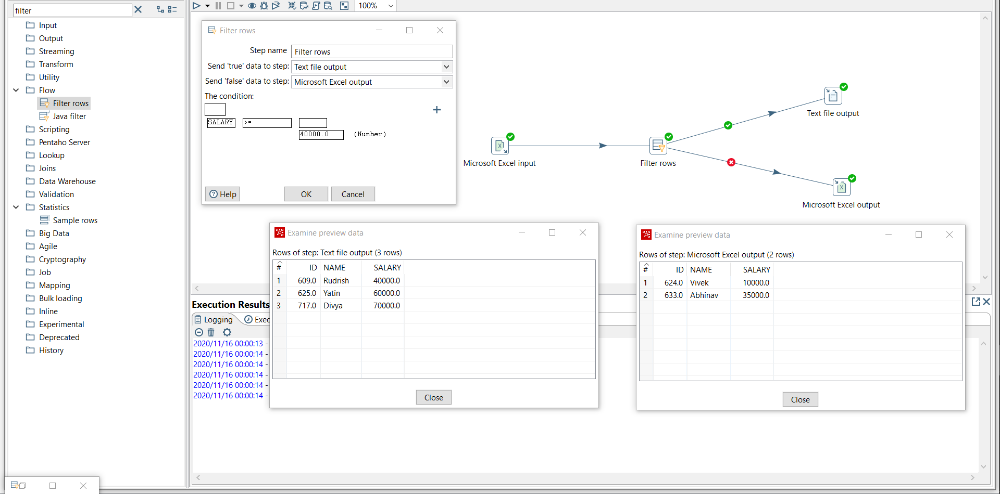 filter
Input
Output
Streaming
Transform
Utility
Flow
Filter rows
Java filter
Scripting
Pentaho Server
Lookup
Joins
Data Warehouse
Validation
Statistics
Sample rows
Big Data
Agile
Cryptography
Job
Mapping
Bulk loading
Inline
Experimental
Deprecated
History
100%
Filter rows
Step name Filter rows
Send 'true' data to step: Text file output
Send 'false' data to step: Microsoft Excel output
The condition:
SALARY >=
40000.0 (Number)
Help OK Cancel
Microsoft Excel input
Filter rows
Text file output
Microsoft Excel output
Examine preview data
Rows of step: Text file output (3 rows)
# ID NAME SALARY
1 609.0 Rudrish 40000.0
2 625.0 Yatin 60000.0
3 717.0 Divya 70000.0
Close
Examine preview data
Rows of step: Microsoft Excel output (2 rows)
# ID NAME SALARY
1 624.0 Vivek 10000.0
2 633.0 Abhinav 35000.0
Close
Execution Results
Logging Exec
2020/11/16 00:00:13 -
2020/11/16 00:00:14 -
2020/11/16 00:00:14 -
2020/11/16 00:00:14 -
2020/11/16 00:00:14 -
2020/11/16 00:00:14 -